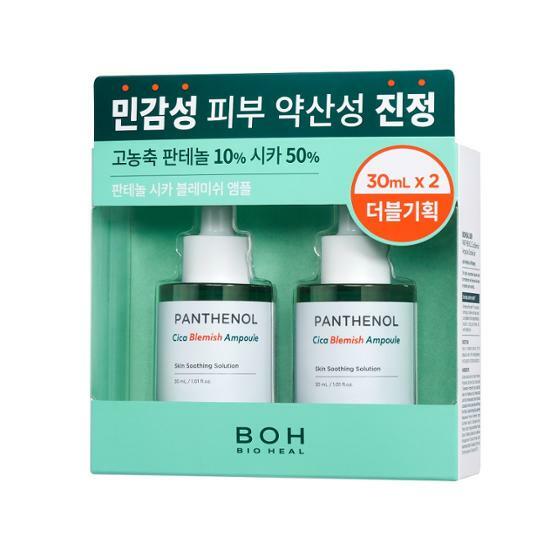 민감성 피부 약산성 진정
고농축 판테놀 10% 시카 50%
판테놀 시카 블레미쉬 앰플
30mL X 2
더블기획
PANTHENOL
Cica Blemish Ampoule
Skin Soothing Solution
30 mL / 1.01 fl.oz.
PANTHENOL
Cica Blemish Ampoule
Skin Soothing Solution
30 mL / 1.01 fl.oz.
BOH
BIO HEAL